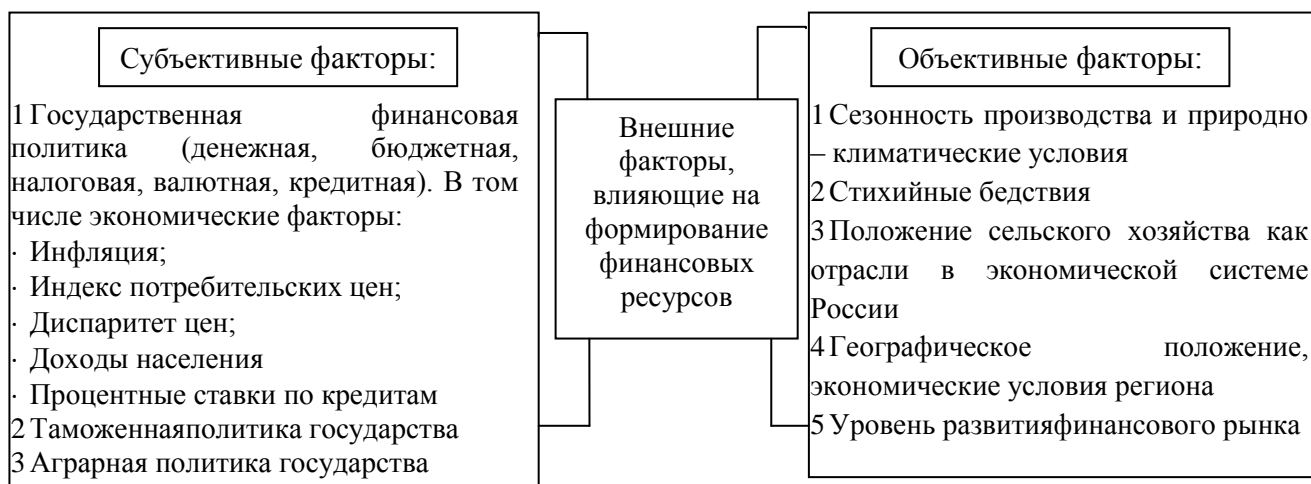 Субъективные факторы:
1 Государственная финансовая
политика (денежная, бюджетная,
налоговая, валютная, кредитная). В том
числе экономические факторы:
· Инфляция;
· Индекс потребительских цен;
· Диспаритет цен;
· Доходы населения
· Процентные ставки по кредитам
2 Таможеннаяполитика государства
3 Аграрная политика государства
Внешние
факторы,
влияющие на
формирование
финансовых
ресурсов
Объективные факторы:
1 Сезонность производства и природно
– климатические условия
2 Стихийные бедствия
3 Положение сельского хозяйства как
отрасли в экономической системе
России
4 Географическое положение,
экономические условия региона
5 Уровень развитияфинансового рынка